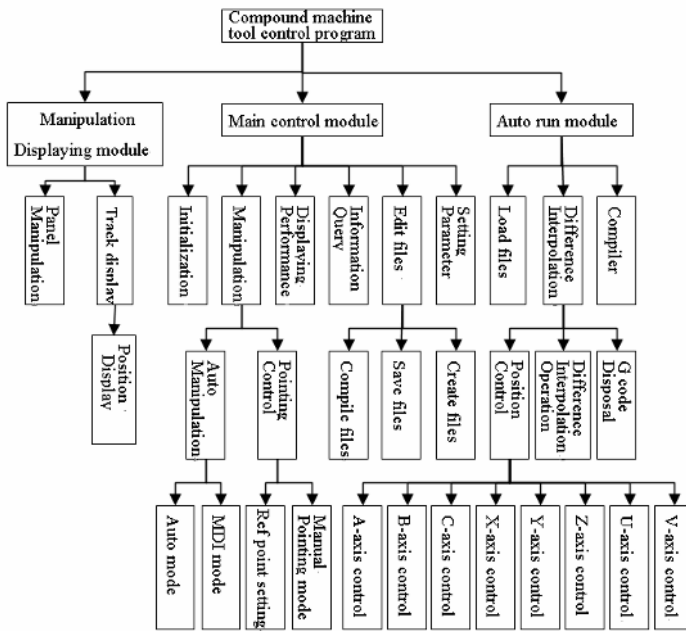 Compound machine
tool control program
Manipulation
Displaying module
Main control module
Auto run module
Panel
Manipulation
Track display
Initialization
Manipulation
Displaying
Performance
Information
Query
Edit files
Setting
Parameter
Load files
Difference
Interpolation
Compiler
Position
Display
Auto
Manipulation
Pointing
Control
Compile files
Save files
Create files
Position
Control
Difference
Interpolation
Operation
G code
Disposal
Auto mode
MDI mode
Ref point setting
Manual
Pointing mode
A-axis control
B-axis control
C-axis control
X-axis control
Y-axis control
Z-axis control
U-axis control
V-axis control